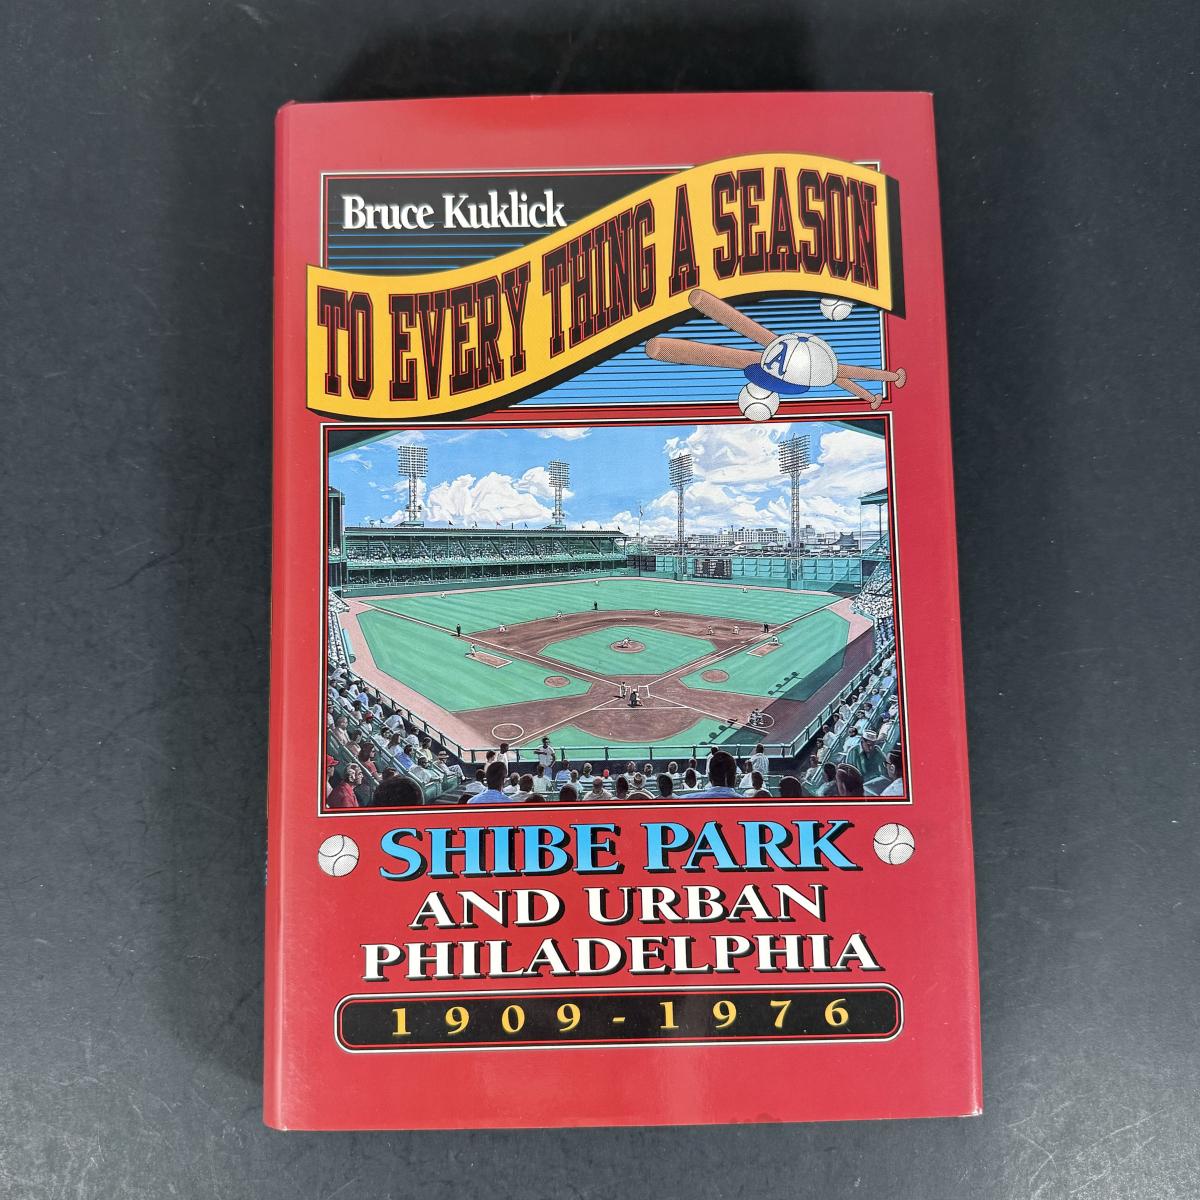 Bruce Kuklick
TO EVERY THING A SEASON
A
SHIBE PARK
AND URBAN
PHILADELPHIA
1909-1976